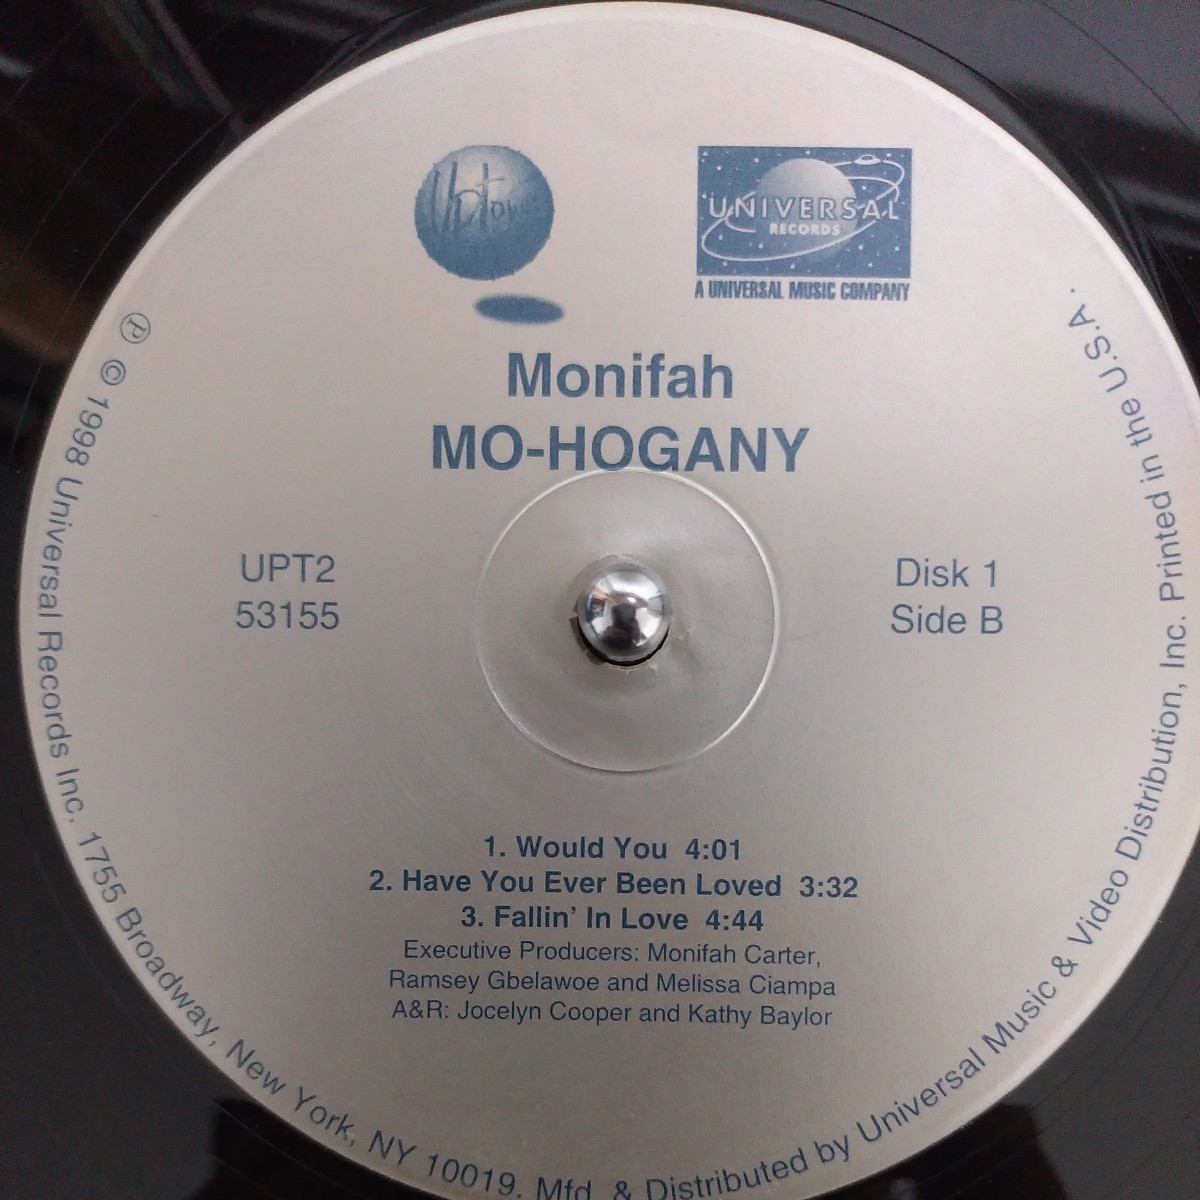 Uptown
UNIVERSAL
RECORDS
A UNIVERSAL MUSIC COMPANY
Monifah
MO-HOGANY
UPT2
53155
Disk 1
Side B
1. Would You 4:01
2. Have You Ever Been Loved 3:32
3. Fallin' In Love 4:44
Executive Producers: Monifah Carter,
Ramsey Gbelawoe and Melissa Ciampa
A&R: Jocelyn Cooper and Kathy Baylor
℗ © 1998 Universal Records Inc. 1755 Broadway, New York, NY 10019. Mfd. & Distributed by Universal Music & Video Distribution, Inc. Printed in the U.S.A.